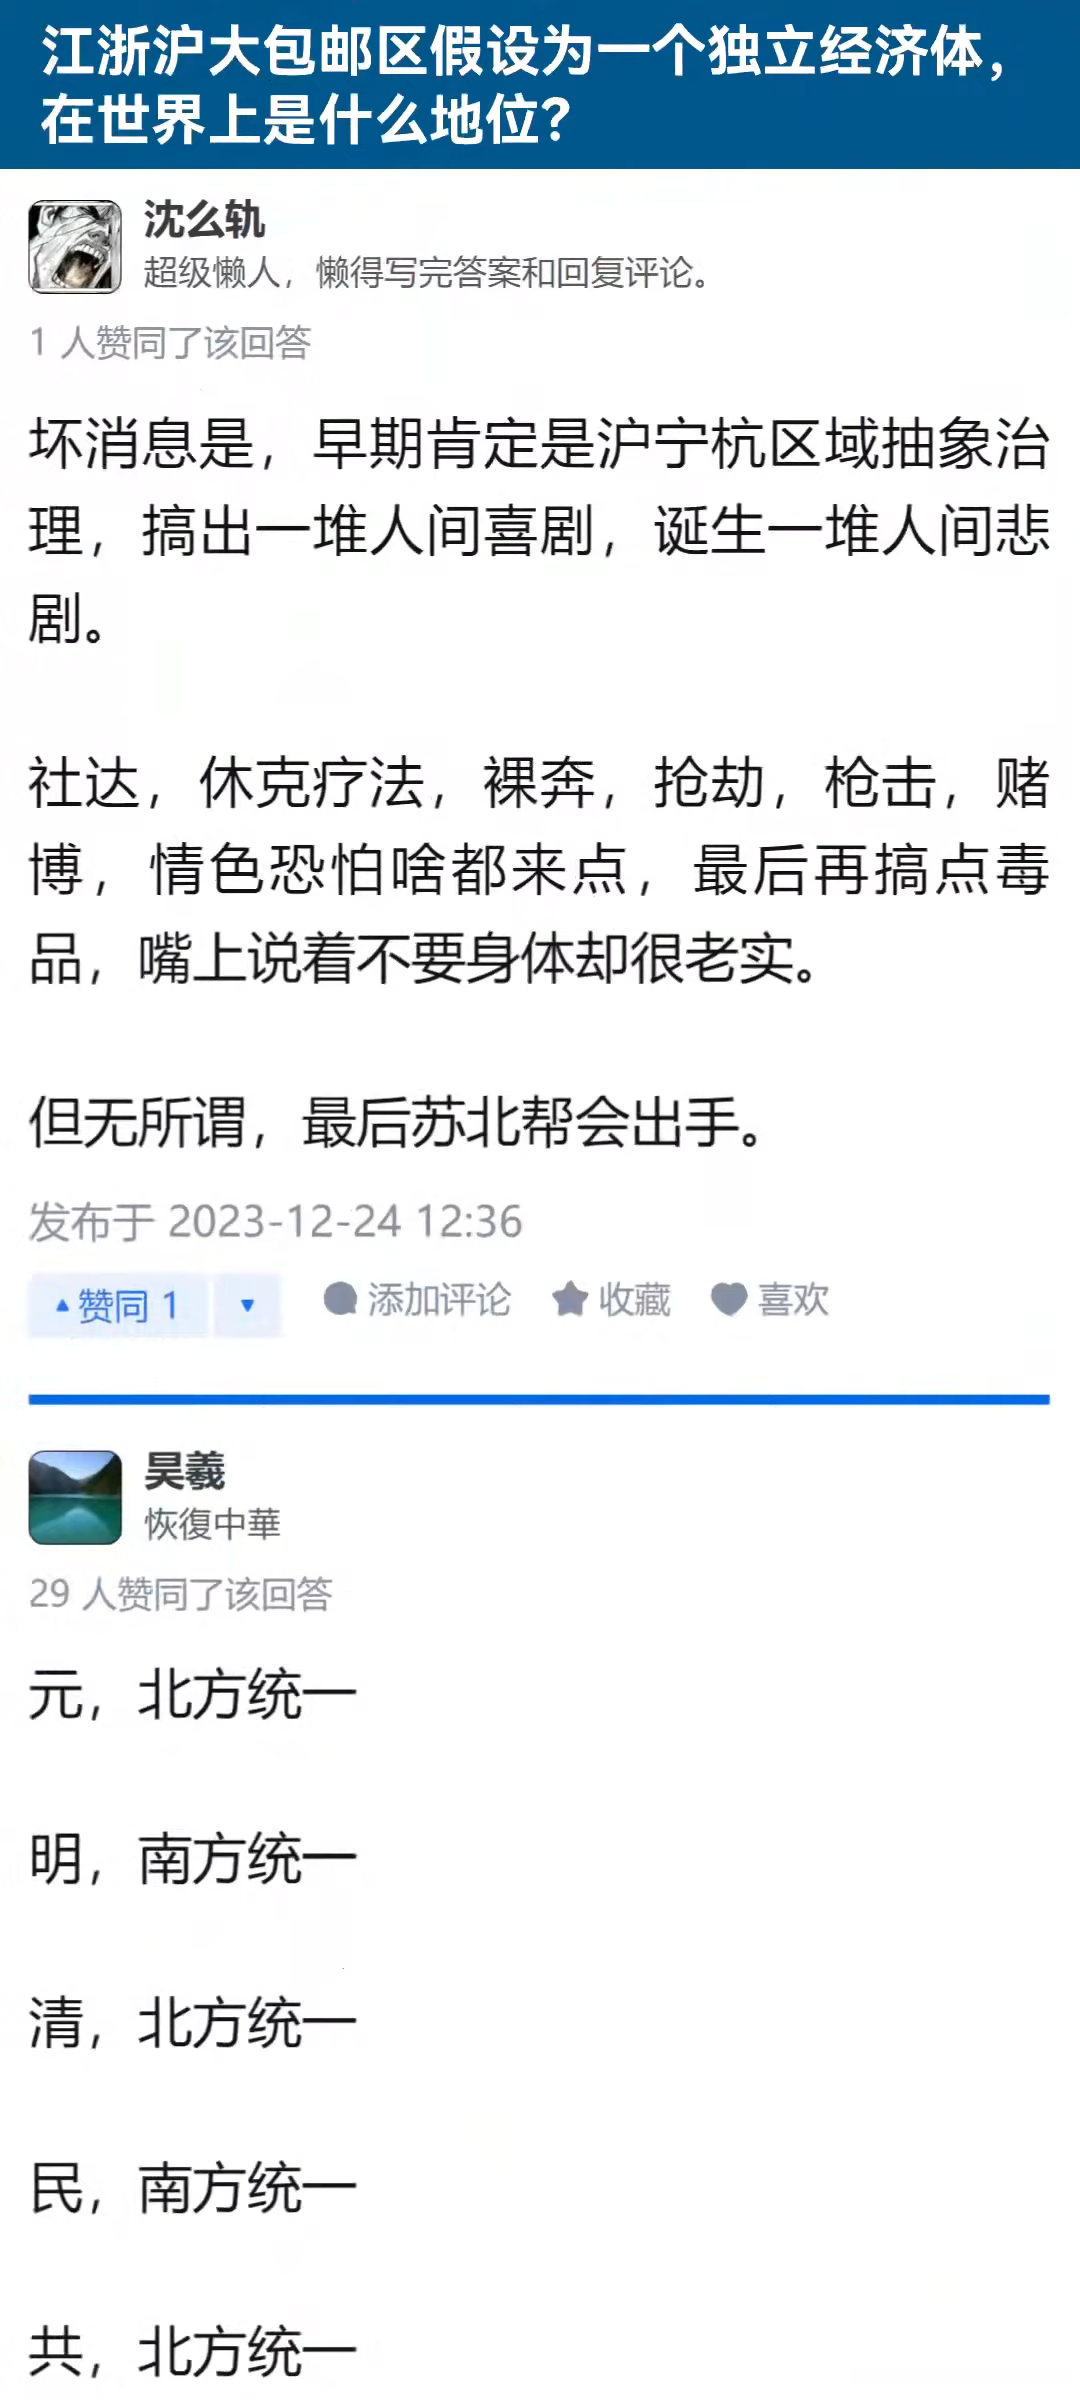 江浙沪大包邮区假设为一个独立经济体，
在世界上是什么地位？
沈么轨
超级懒人，懒得写完答案和回复评论。
1 人赞同了该回答
坏消息是，早期肯定是沪宁杭区域抽象治
理，搞出一堆人间喜剧，诞生一堆人间悲
剧。
社达，休克疗法，裸奔，抢劫，枪击，赌
博，情色恐怕啥都来点，最后再搞点毒
品，嘴上说着不要身体却很老实。
但无所谓，最后苏北帮会出手。
发布于 2023-12-24 12:36
赞同 1
添加评论
收藏
喜欢
昊羲
恢復中華
29 人赞同了该回答
元，北方统一
明，南方统一
清，北方统一
民，南方统一
共，北方统一